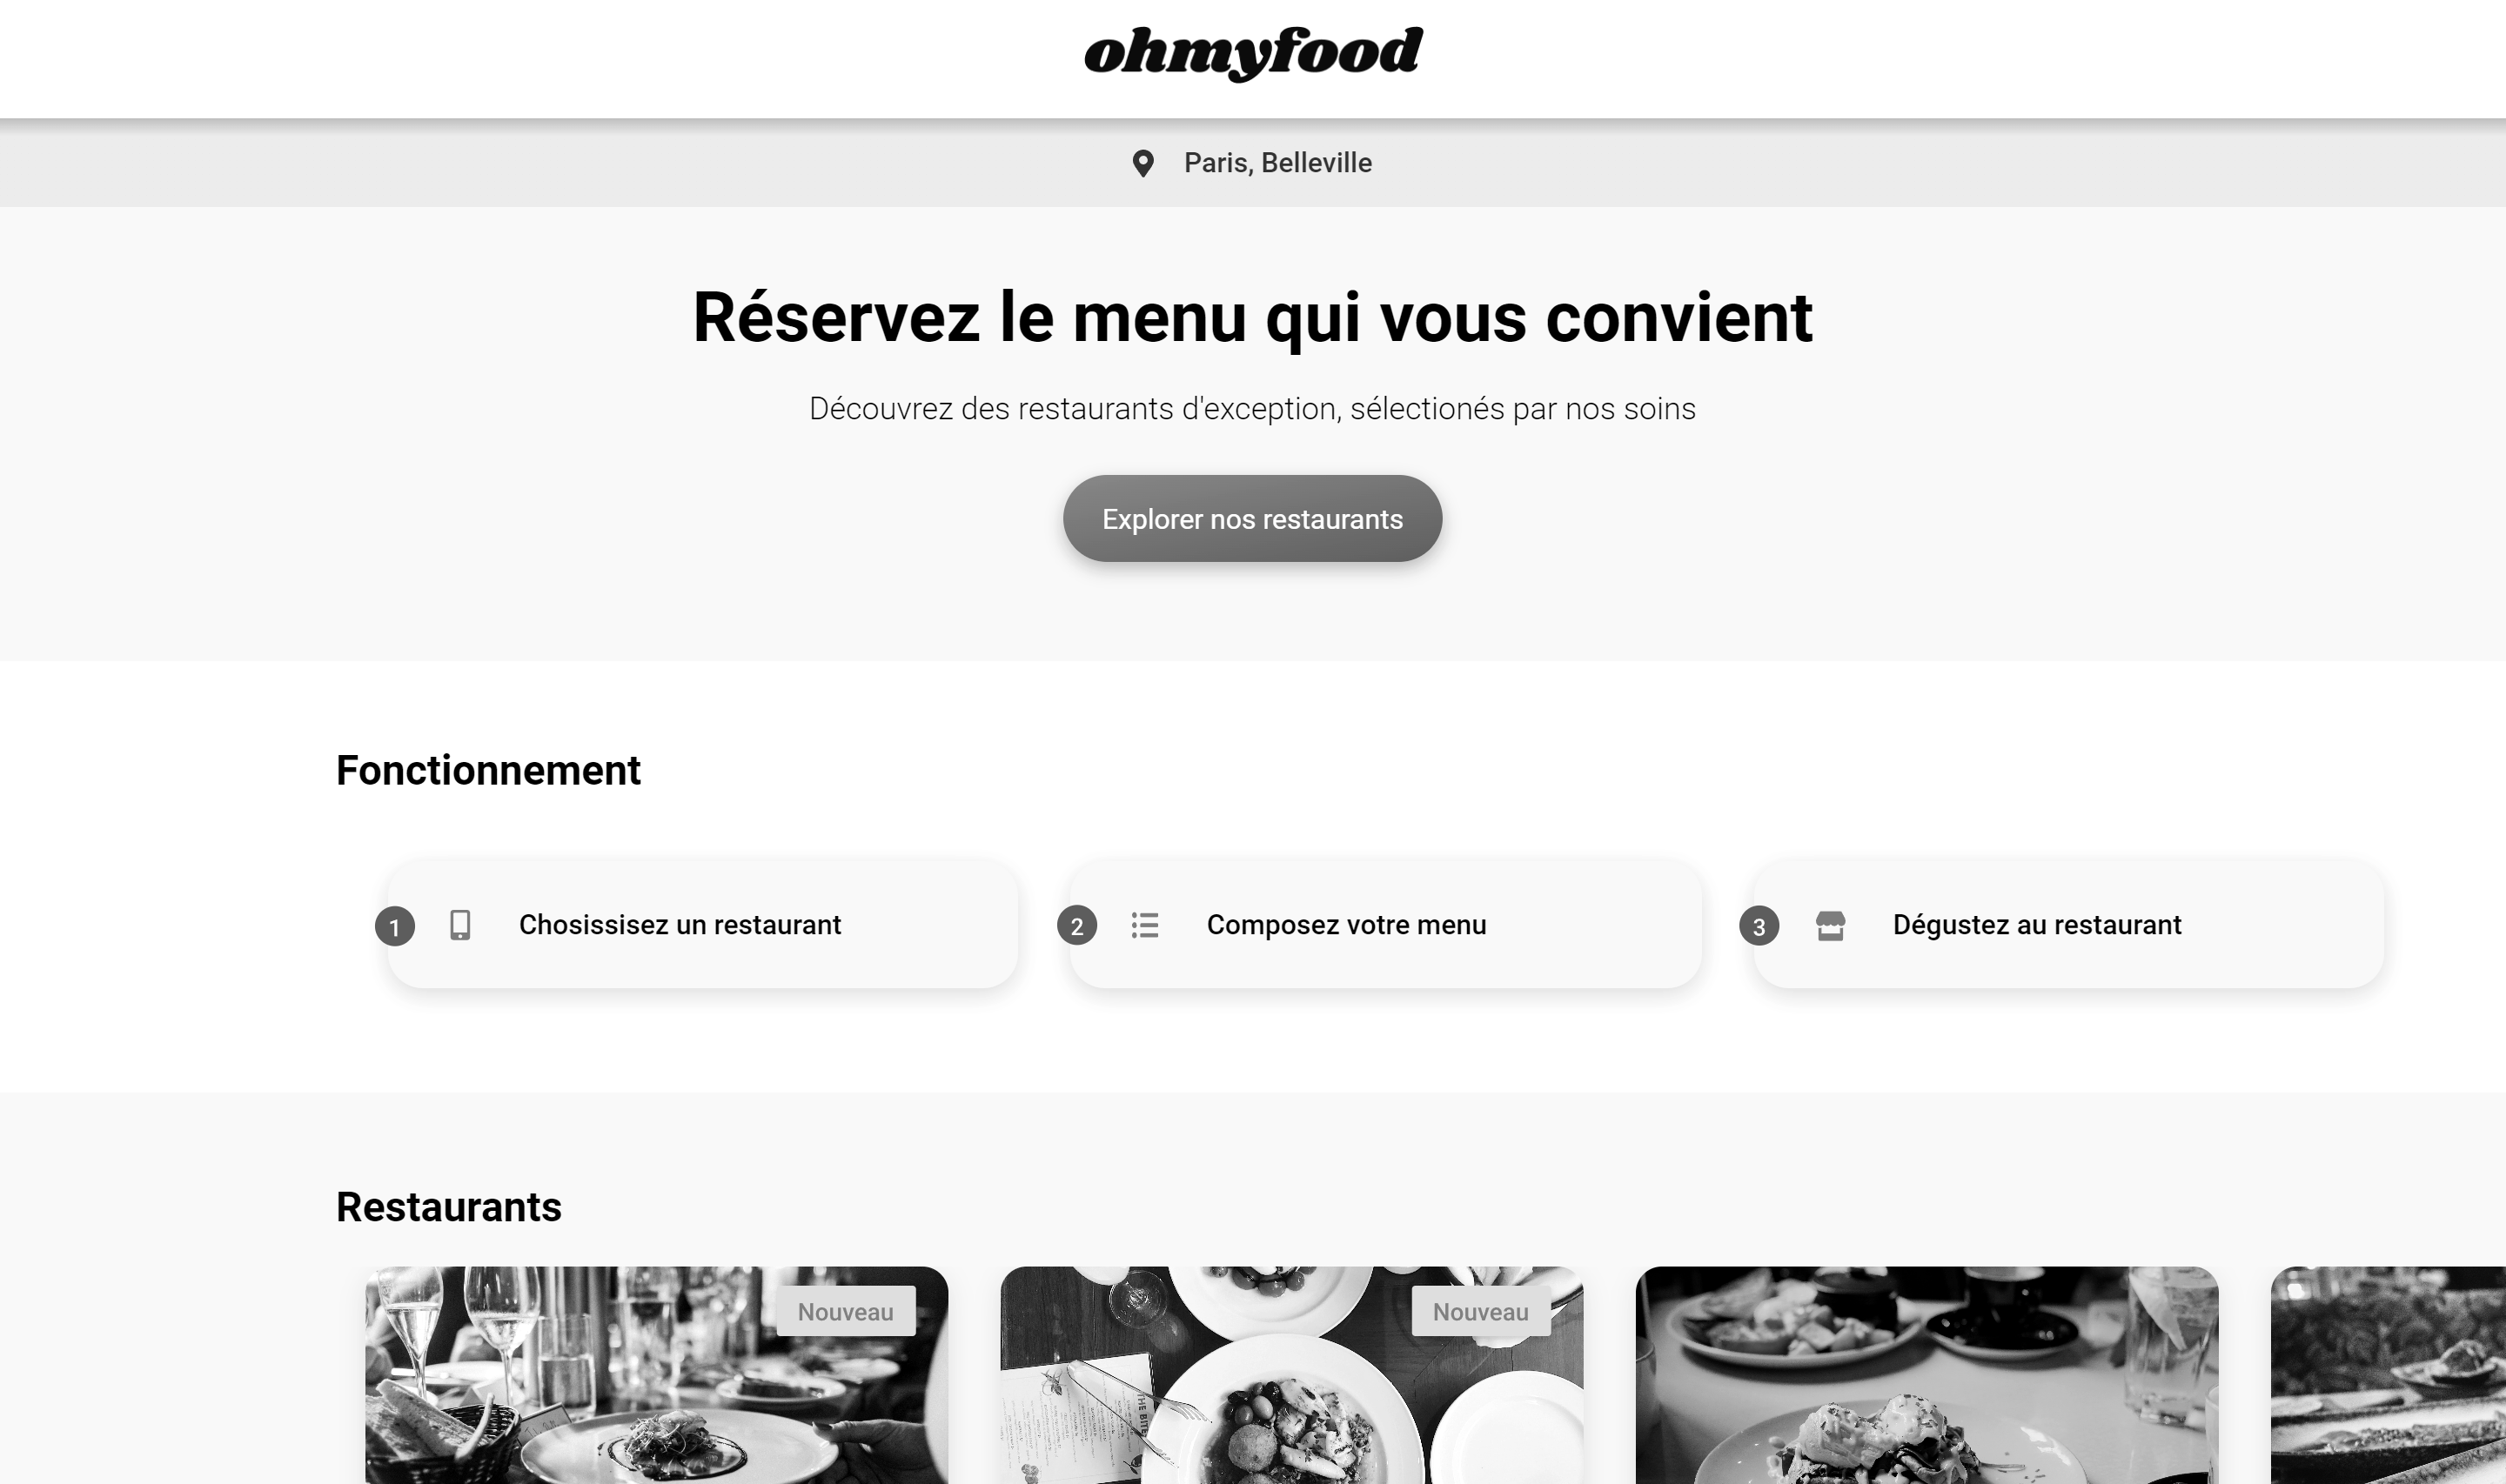 ohmyfood
Paris, Belleville
Réservez le menu qui vous convient
Découvrez des restaurants d'exception, sélectionés par nos soins
Explorer nos restaurants
Fonctionnement
1 Chosissisez un restaurant
2 Composez votre menu
3 Dégustez au restaurant
Restaurants
Nouveau
Nouveau